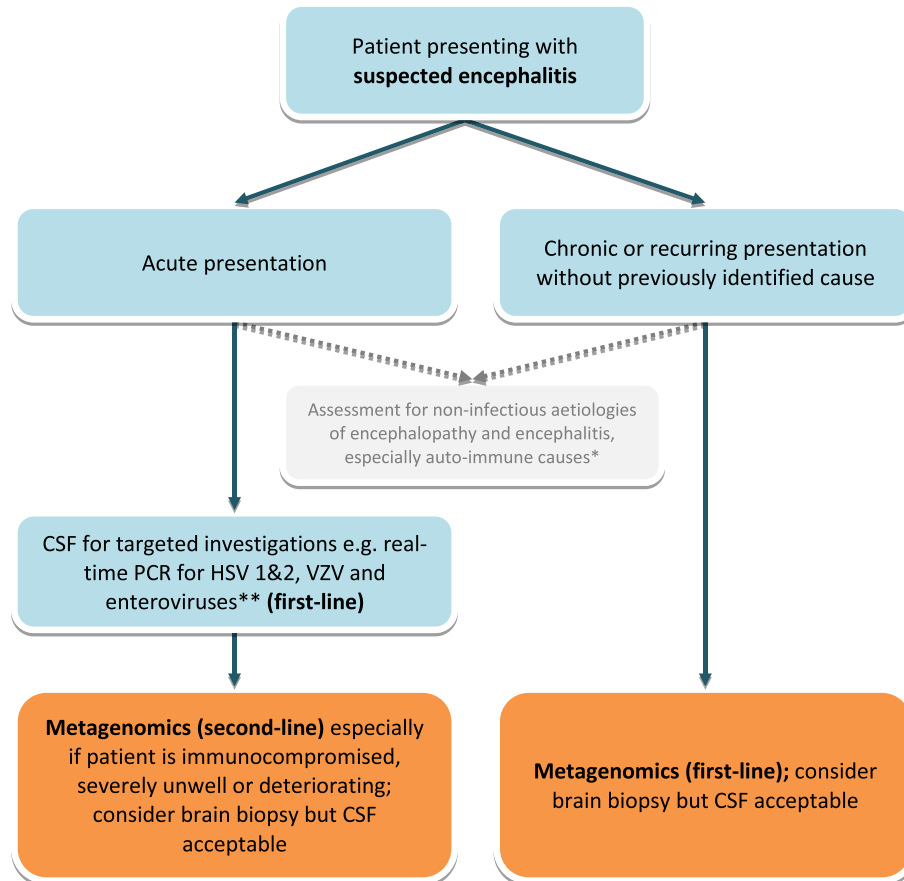 Patient presenting with
suspected encephalitis
Acute presentation
Chronic or recurring presentation
without previously identified cause
Assessment for non-infectious aetiologies
of encephalopathy and encephalitis,
especially auto-immune causes*
CSF for targeted investigations e.g. real-
time PCR for HSV 1&2, VZV and
enteroviruses** (first-line)
Metagenomics (second-line) especially
if patient is immunocompromised,
severely unwell or deteriorating;
consider brain biopsy but CSF
acceptable
Metagenomics (first-line); consider
brain biopsy but CSF acceptable